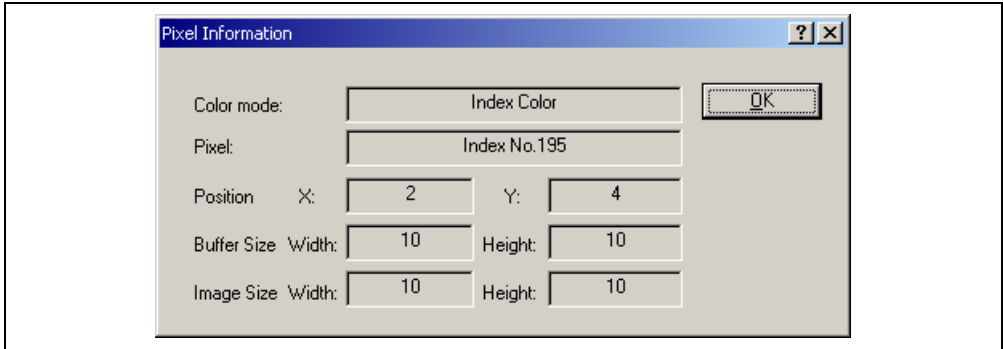 Pixel Information
Color mode: Index Color OK
Pixel: Index No.195
Position X: 2 Y: 4
Buffer Size Width: 10 Height: 10
Image Size Width: 10 Height: 10